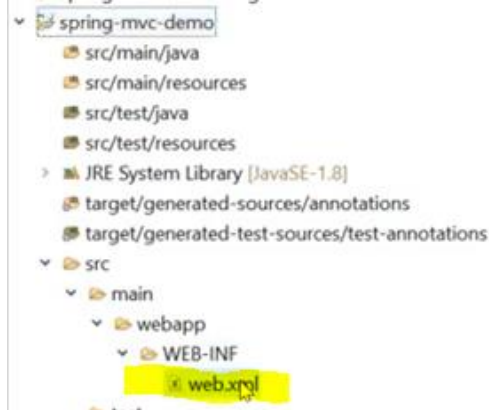 spring-mvc-demo
src/main/java
src/main/resources
src/test/java
src/test/resources
JRE System Library [JavaSE-1.8]
target/generated-sources/annotations
target/generated-test-sources/test-annotations
src
main
webapp
WEB-INF
web.xml